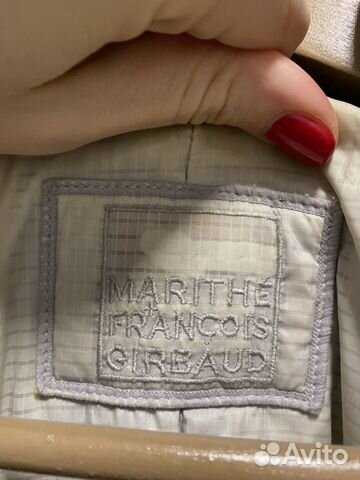 MARITHÉ
+
FRANÇOIS
GIRBAUD
Avito